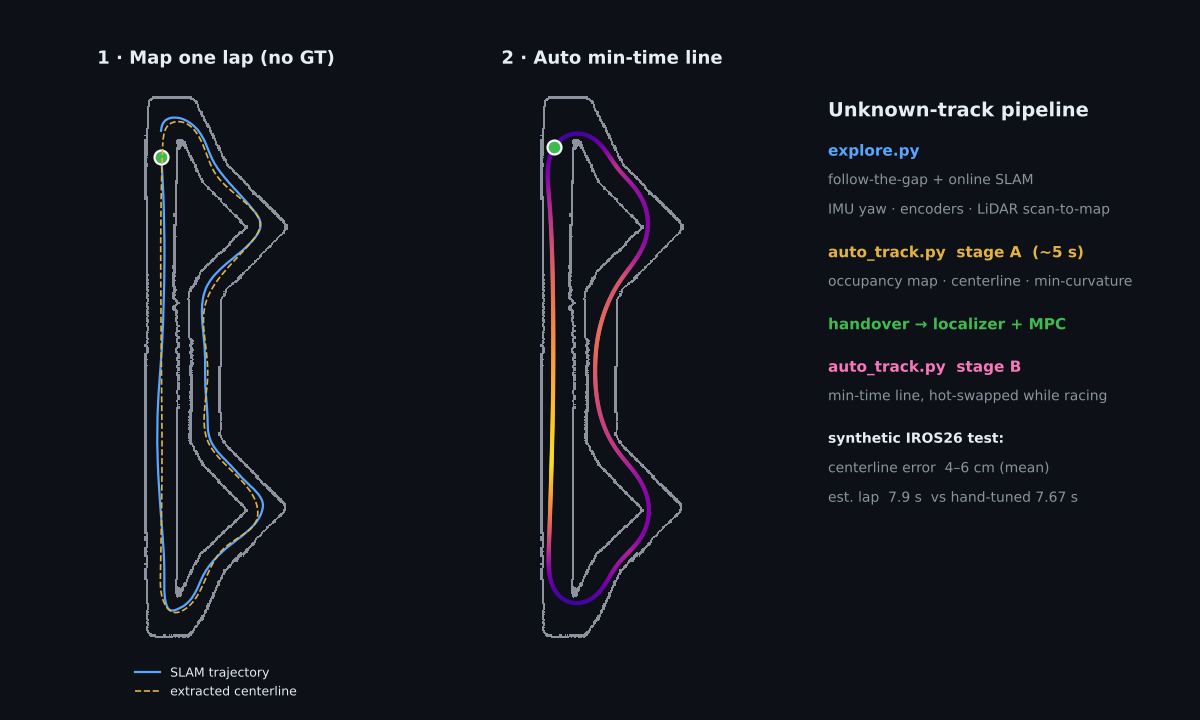 1 · Map one lap (no GT)
2 · Auto min-time line
Unknown-track pipeline
explore.py
follow-the-gap + online SLAM
IMU yaw · encoders · LiDAR scan-to-map
auto_track.py  stage A  (~5 s)
occupancy map · centerline · min-curvature
handover → localizer + MPC
auto_track.py  stage B
min-time line, hot-swapped while racing
synthetic IROS26 test:
centerline error  4–6 cm (mean)
est. lap  7.9 s  vs hand-tuned 7.67 s
SLAM trajectory
extracted centerline